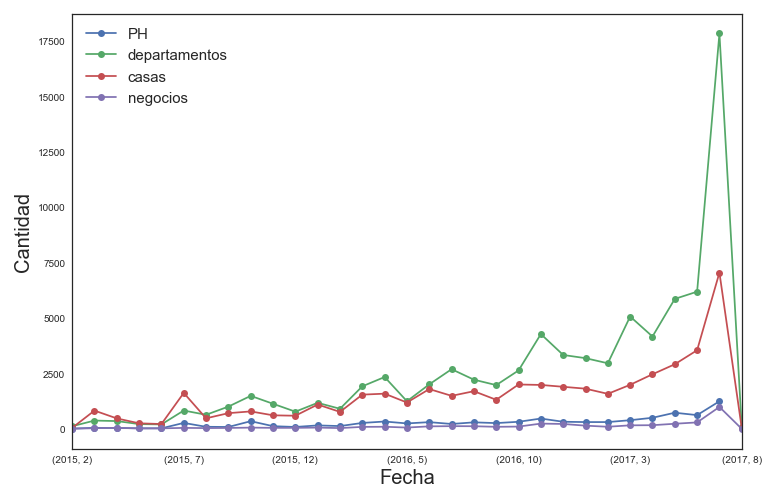 PH
departamentos
casas
negocios
17500
15000
12500
10000
7500
5000
2500
0
Cantidad
(2015, 2)
(2015, 7)
(2015, 12)
(2016, 5)
(2016, 10)
(2017, 3)
(2017, 8)
Fecha